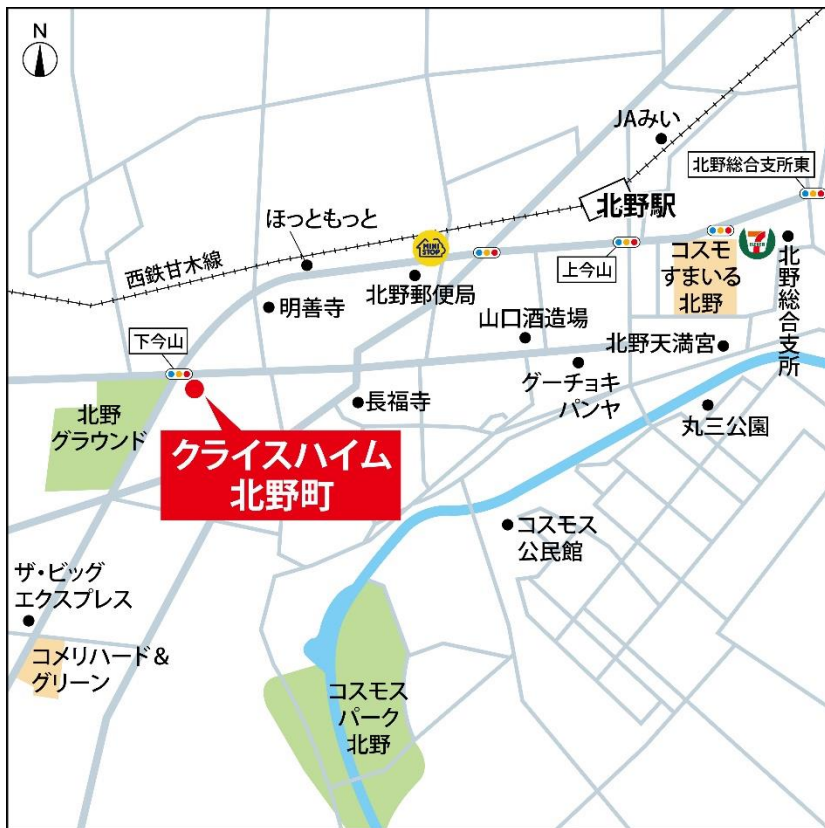 N
JAみい
北野総合支所東
北野駅
ほっともっと
MINI
STOP
7
西鉄甘木線
上今山
コスモ
すまいる
北野
北野総合支所
北野郵便局
明善寺
山口酒造場
下今山
北野天満宮
グーチョキ
パンヤ
長福寺
丸三公園
北野
グラウンド
クライスハイム
北野町
コスモス
公民館
ザ・ビッグ
エクスプレス
コメリハード&
グリーン
コスモス
パーク
北野